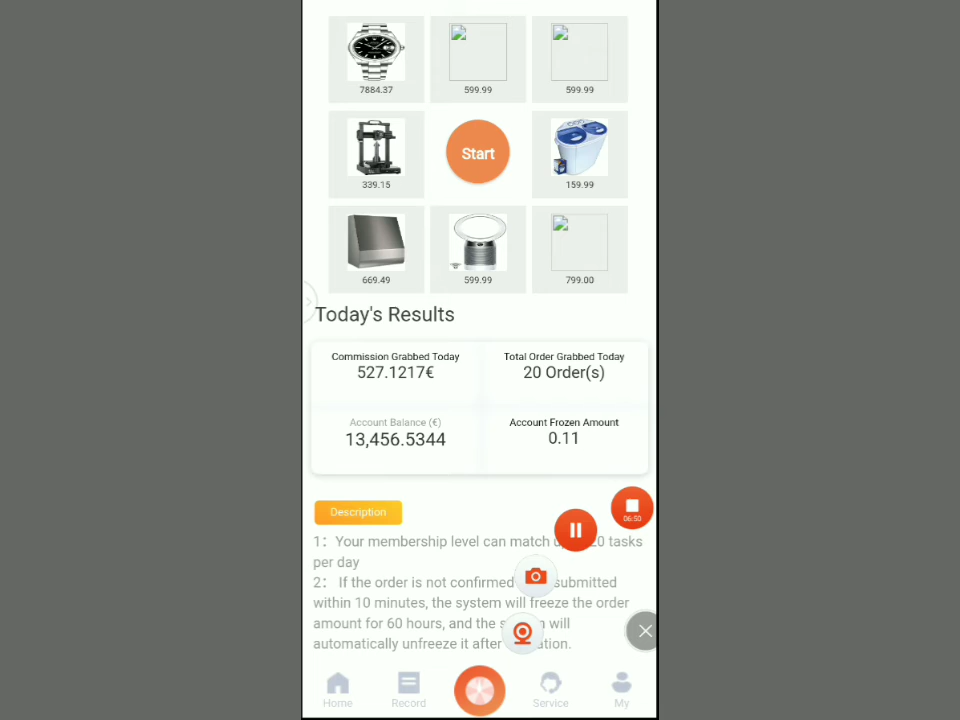 7884.37
599.99
599.99
339.15
Start
159.99
669.49
599.99
799.00
Today's Results
Commission Grabbed Today
Total Order Grabbed Today
527.1217€
20 Order(s)
Account Balance (€)
Account Frozen Amount
13,456.5344
0.11
06:50
Description
1: Your membership level can match 20 tasks
per day
2: If the order is not confirmed submitted
within 10 minutes, the system will freeze the order
amount for 60 hours, and the will
automatically unfreeze it after
Home
Record
Service
My